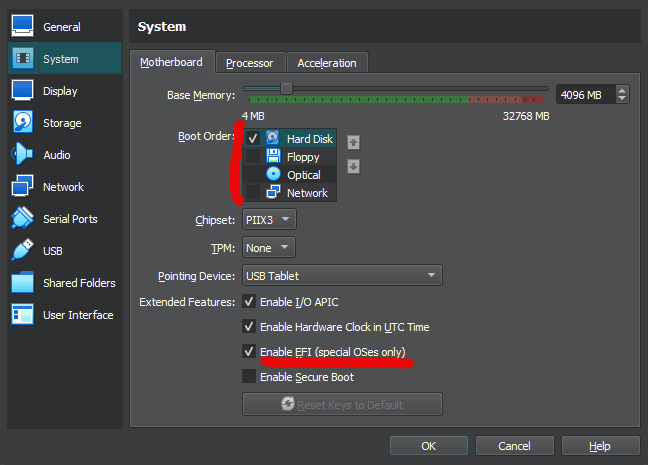 General
System
Display
Storage
Audio
Network
Serial Ports
USB
Shared Folders
User Interface
System
Motherboard Processor Acceleration
Base Memory: 4096 MB
4 MB 32768 MB
Boot Order: Hard Disk
Floppy
Optical
Network
Chipset: PIIX3
TPM: None
Pointing Device: USB Tablet
Extended Features: Enable I/O APIC
Enable Hardware Clock in UTC Time
Enable EFI (special OSes only)
Enable Secure Boot
Reset Keys to Default
OK Cancel Help